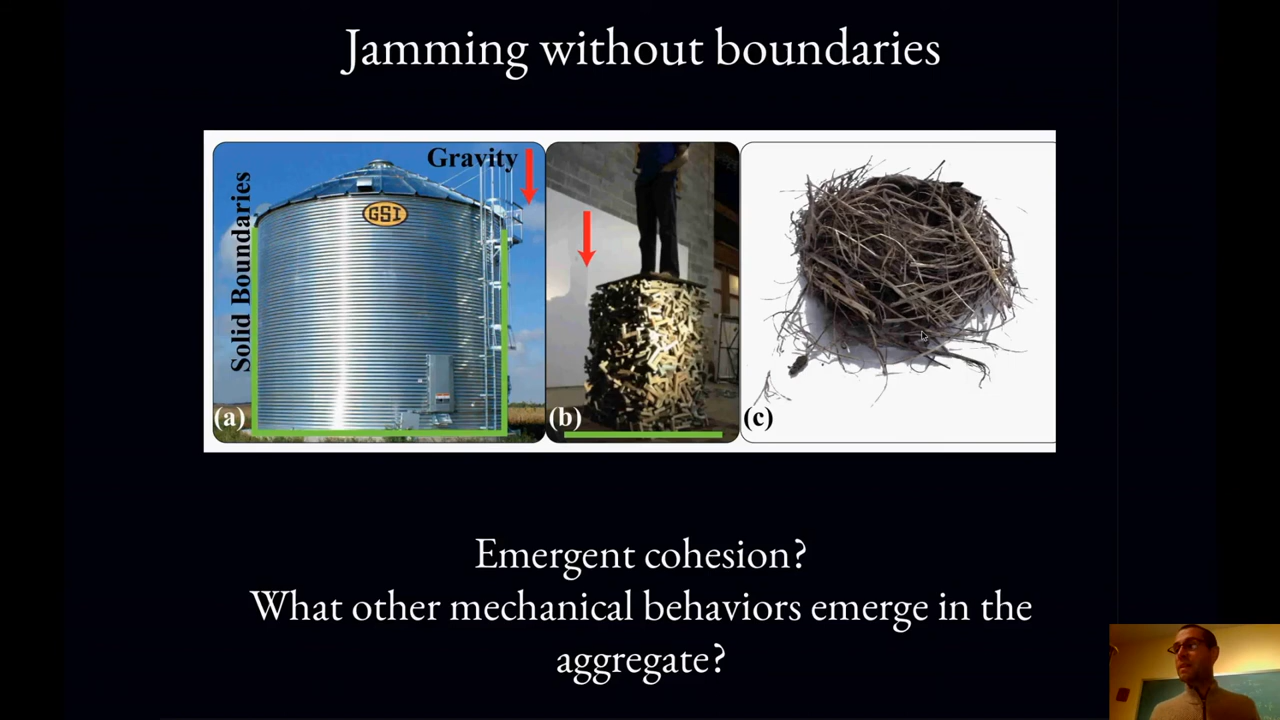 Jamming without boundaries
Gravity
Solid Boundaries
GSI
(a)
(b)
(c)
Emergent cohesion?
What other mechanical behaviors emerge in the
aggregate?